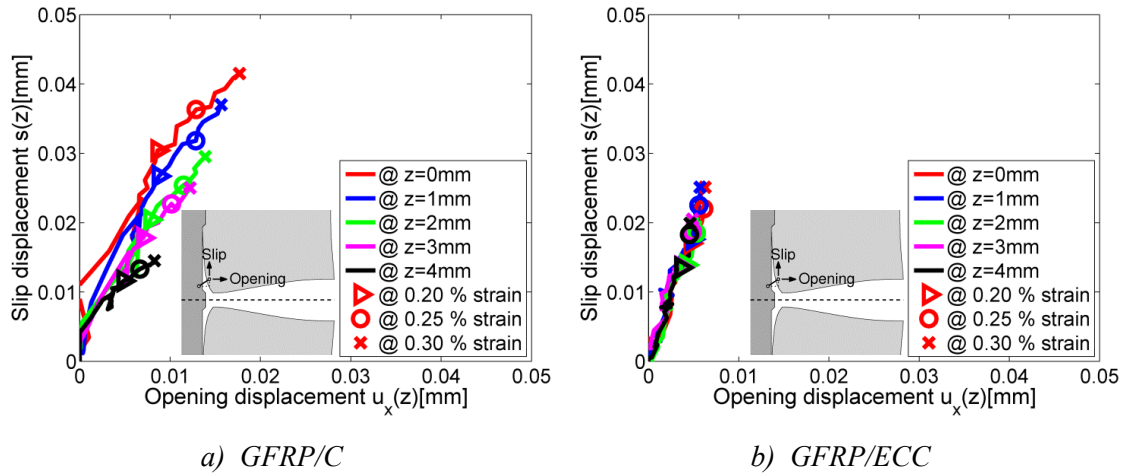 0.05
0.04
0.03
0.02
0.01
0
Slip displacement s(z)[mm]
@ z=0mm
@ z=1mm
@ z=2mm
@ z=3mm
@ z=4mm
@ 0.20 % strain
@ 0.25 % strain
@ 0.30 % strain
Slip
Opening
0 0.01 0.02 0.03 0.04 0.05
Opening displacement u_x(z)[mm]
a) GFRP/C
0.05
0.04
0.03
0.02
0.01
0
Slip displacement s(z)[mm]
@ z=0mm
@ z=1mm
@ z=2mm
@ z=3mm
@ z=4mm
@ 0.20 % strain
@ 0.25 % strain
@ 0.30 % strain
Slip
Opening
0 0.01 0.02 0.03 0.04 0.05
Opening displacement u_x(z)[mm]
b) GFRP/ECC